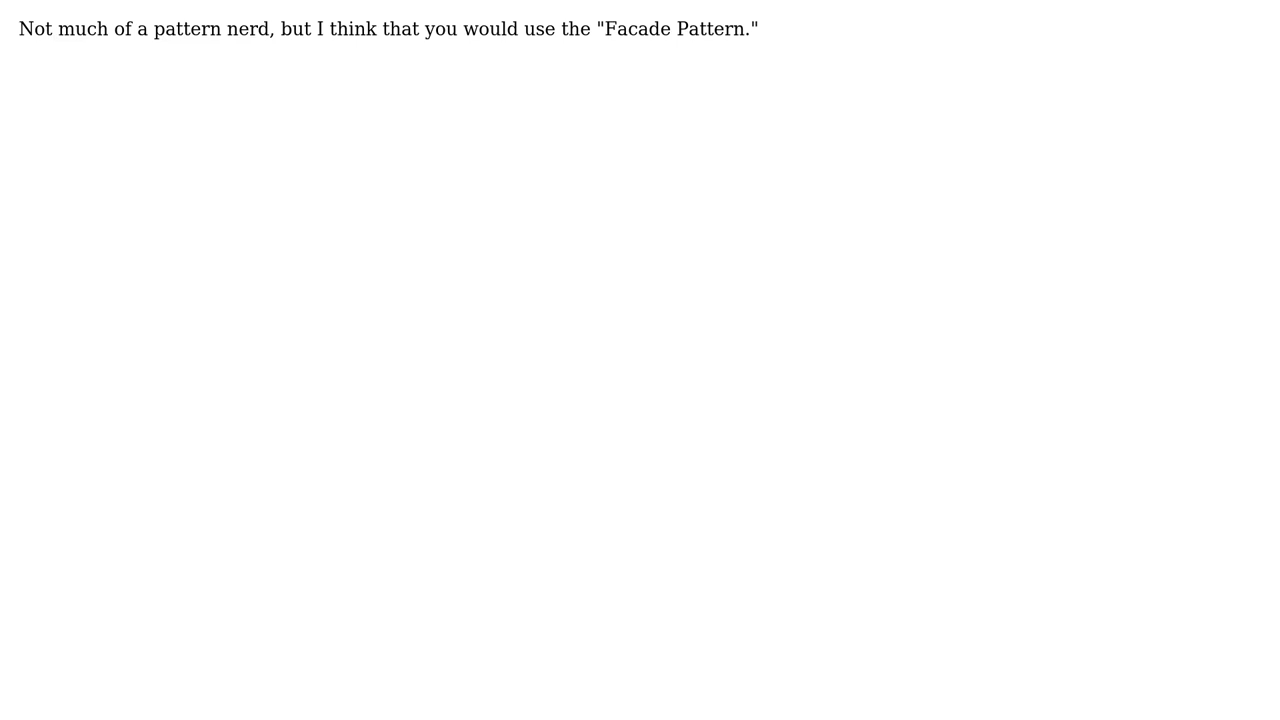 Not much of a pattern nerd, but I think that you would use the "Facade Pattern."